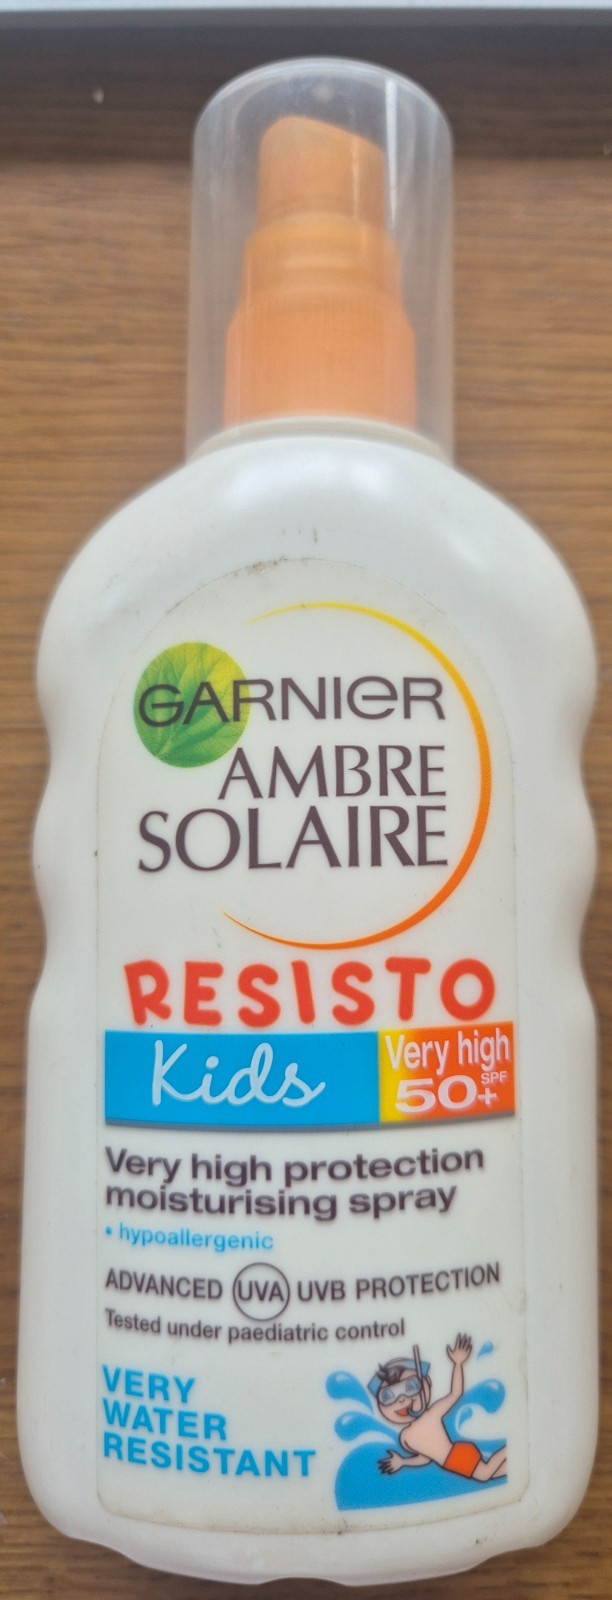 GARNIER
AMBRE
SOLAIRE
RESISTO
Kids
Very high
50+ SPF
Very high protection
moisturising spray
• hypoallergenic
ADVANCED UVA UVB PROTECTION
Tested under paediatric control
VERY
WATER
RESISTANT